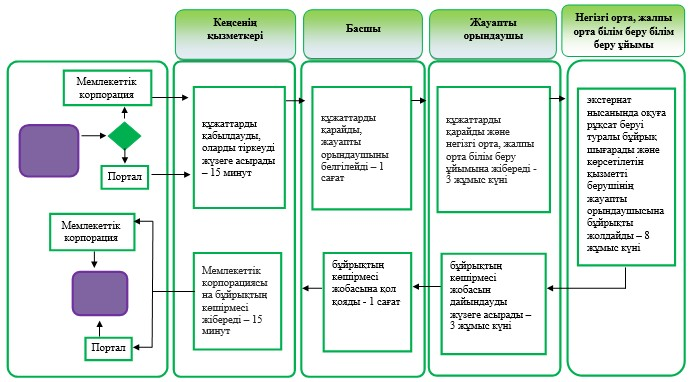 Кеңсенің
қызметкері
Басшы
Жауапты
орындаушы
Негізгі орта, жалпы
орта білім беру білім
беру ұйымы
Мемлекеттік
корпорация
Портал
құжаттарды
қабылдауды,
оларды тіркеуді
жүзеге асырады
– 15 минут
құжаттарды
қарайды,
жауапты
орындаушыны
белгілейді – 1
сағат
құжаттарды
қарайды және
негізгі орта, жалпы
орта білім беру
ұйымына жібереді -
3 жұмыс күні
экстернат
нысанында оқуға
рұқсат беруі
туралы бұйрық
шығарады және
көрсетілетін
қызметті
берушінің
жауапты
орындаушысына
бұйрықты
жолдайды – 8
жұмыс күні
Мемлекеттік
корпорация
Портал
Мемлекеттік
корпорациясы
на бұйрықтың
көшірмесі
жібереді – 15
минут
бұйрықтың
көшірмесі
жобасына қол
қояды - 1 сағат
бұйрықтың
көшірмесі
жобасын
дайындауды
жүзеге асырады –
3 жұмыс күні